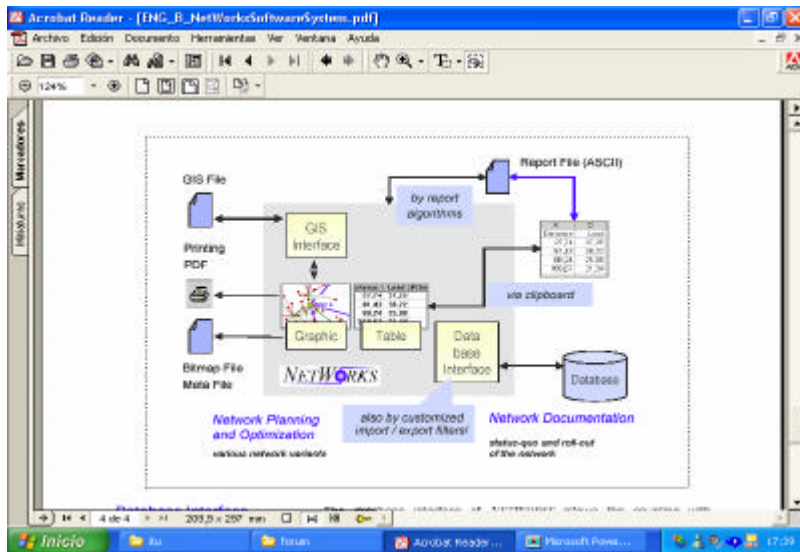 Acrobat Reader - [ENG_B_NetWorksSoftwareSystem.pdf]
Archivo Edición Documento Herramientas Ver Ventana Ayuda
124%
Marcadores
Miniaturas
GIS File
Report File (ASCII)
by report
algorithms
GIS
Interface
Printing
PDF
via clipboard
Graphic
Table
Data
base
Interface
Bitmap File
Meta File
NETWORKS
Database
Network Planning
and Optimization
various network variants
also by customized
import / export filters!
Network Documentation
status-quo and roll-out
of the network
Database Interface
4 de 4
209,9 x 297 mm
Inicio
itu
forum
Acrobat Reader ...
Microsoft Powe...
17:39